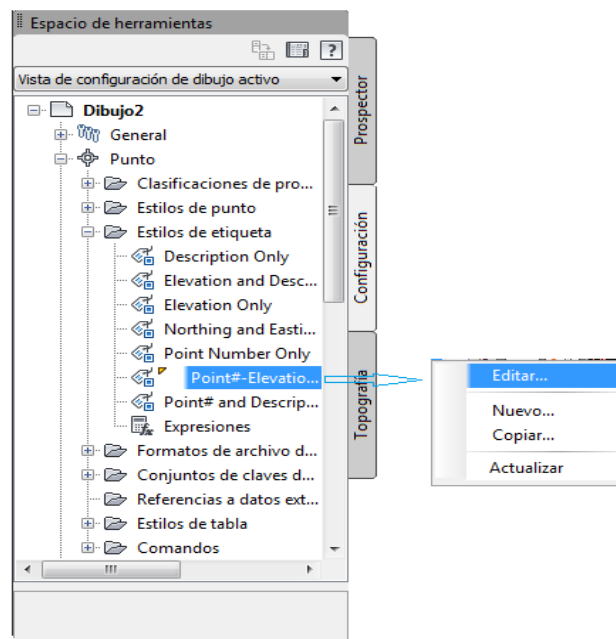 Espacio de herramientas
Vista de configuración de dibujo activo
Dibujo2
General
Punto
Clasificaciones de pro...
Estilos de punto
Estilos de etiqueta
Description Only
Elevation and Desc...
Elevation Only
Northing and Easti...
Point Number Only
Point#-Elevatio...
Point# and Descrip...
Expresiones
Formatos de archivo d...
Conjuntos de claves d...
Referencias a datos ext...
Estilos de tabla
Comandos
Prospector
Configuración
Topografía
Editar...
Nuevo...
Copiar...
Actualizar